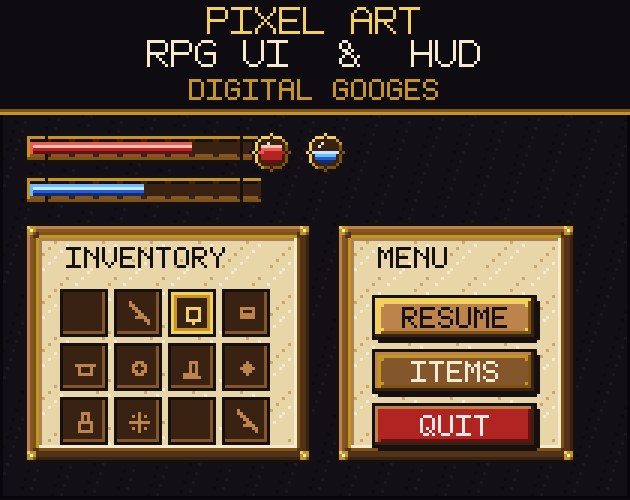 PIXEL ART
RPG UI & HUD
DIGITAL GOOGES
INVENTORY
MENU
RESUME
ITEMS
QUIT